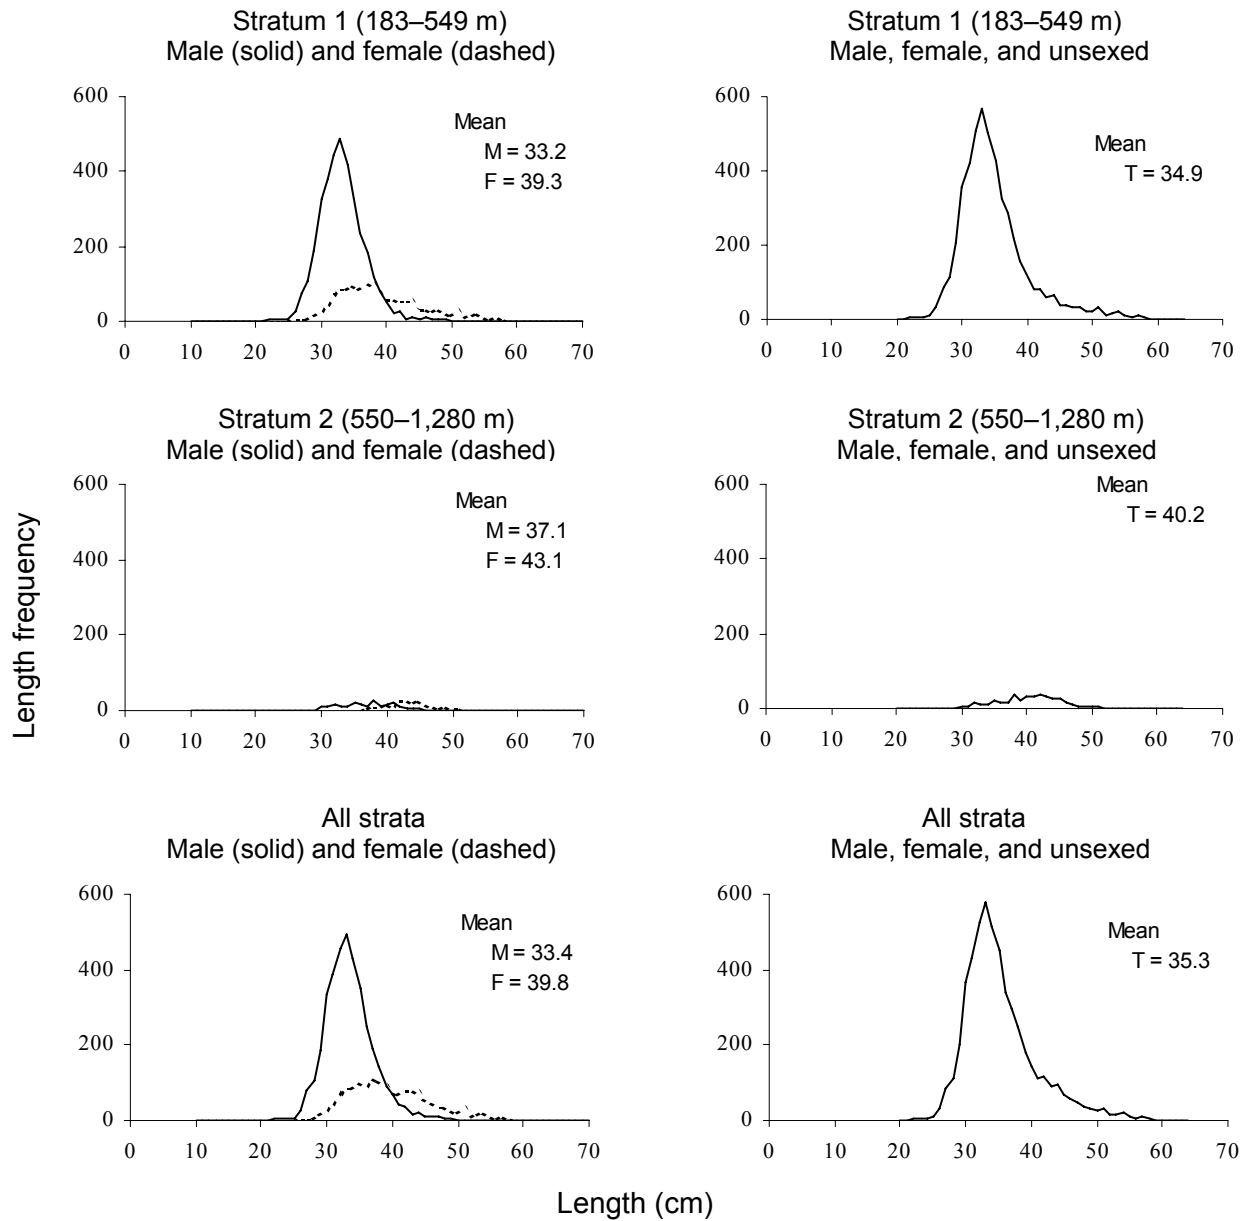 Stratum 1 (183–549 m)
Male (solid) and female (dashed)
600
400
200
0
Mean
M = 33.2
F = 39.3
0 10 20 30 40 50 60 70
Stratum 1 (183–549 m)
Male, female, and unsexed
600
400
200
0
Mean
T = 34.9
0 10 20 30 40 50 60 70
Stratum 2 (550–1,280 m)
Male (solid) and female (dashed)
600
400
200
0
Mean
M = 37.1
F = 43.1
0 10 20 30 40 50 60 70
Stratum 2 (550–1,280 m)
Male, female, and unsexed
600
400
200
0
Mean
T = 40.2
0 10 20 30 40 50 60 70
Length frequency
All strata
Male (solid) and female (dashed)
600
400
200
0
Mean
M = 33.4
F = 39.8
0 10 20 30 40 50 60 70
All strata
Male, female, and unsexed
600
400
200
0
Mean
T = 35.3
0 10 20 30 40 50 60 70
Length (cm)